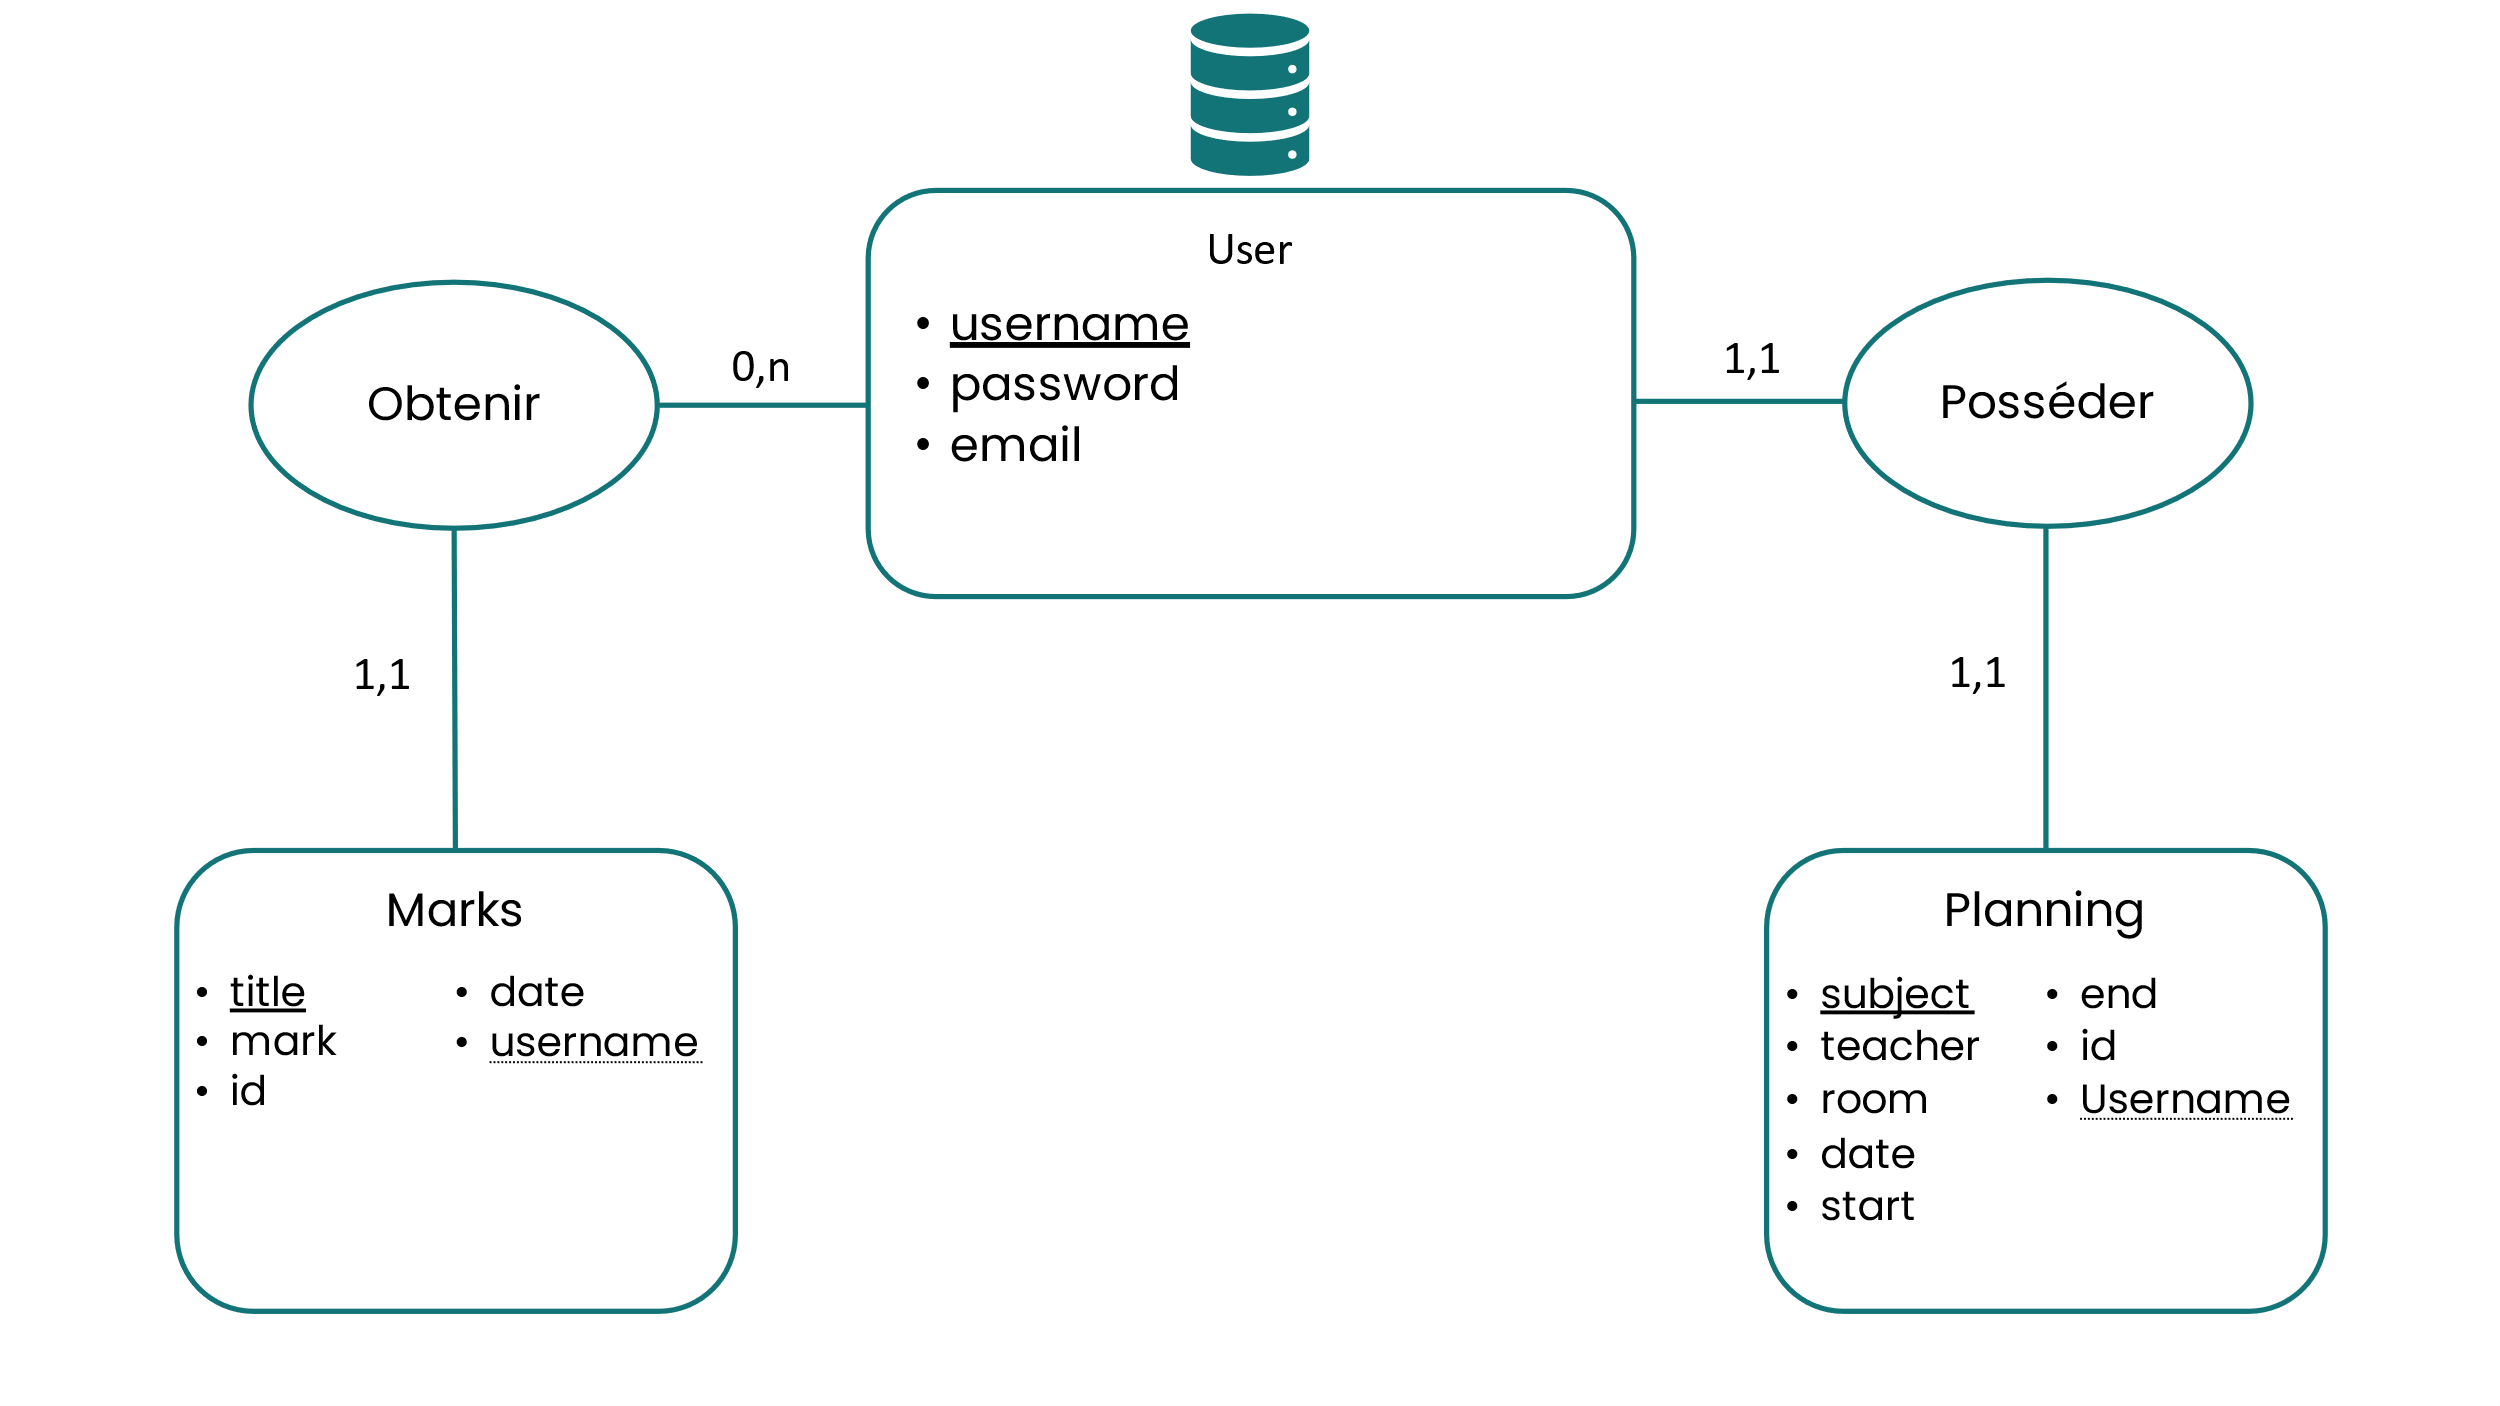 User
username
password
email
Obtenir
0,n
1,1
Posséder
1,1
1,1
Marks
title
mark
id
date
username
Planning
subject
teacher
room
date
start
end
id
Username